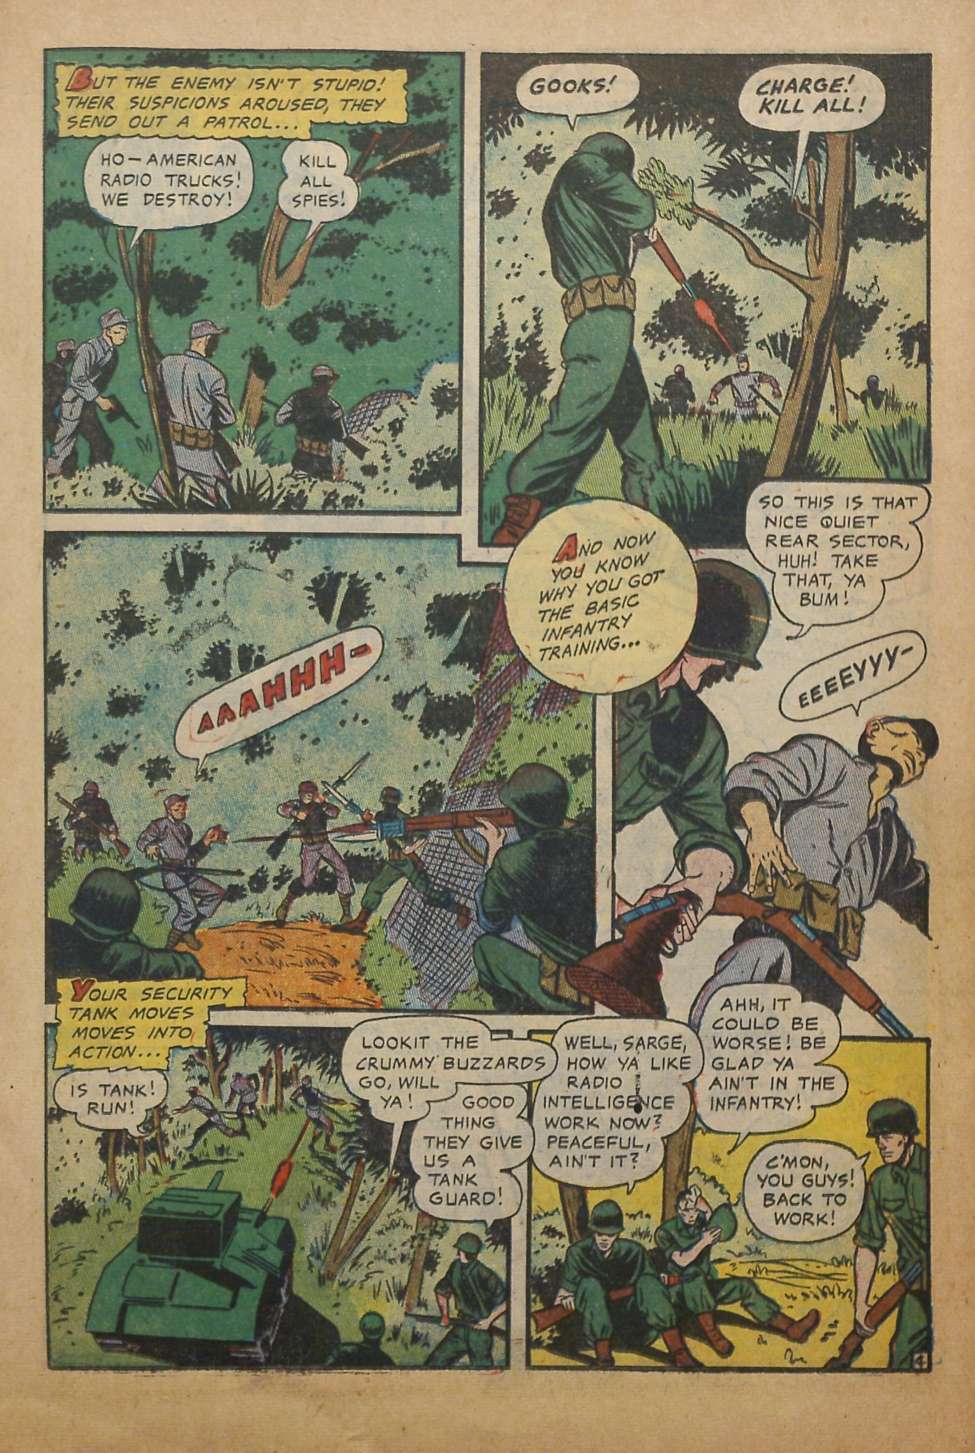 BUT THE ENEMY ISN'T STUPID!
THEIR SUSPICIONS AROUSED, THEY
SEND OUT A PATROL...
HO-AMERICAN
RADIO TRUCKS!
WE DESTROY!
KILL
ALL
SPIES!
GOOKS!
CHARGE!
KILL ALL!
AAAHHH-
AND NOW
YOU KNOW
WHY YOU GOT
THE BASIC
INFANTRY
TRAINING...
SO THIS IS THAT
NICE QUIET
REAR SECTOR,
HUH! TAKE
THAT, YA
BUM!
EEEEYYY-
YOUR SECURITY
TANK MOVES
MOVES INTO
ACTION...
IS TANK!
RUN!
LOOKIT THE
CRUMMY BUZZARDS
GO, WILL
YA!
GOOD
THING
THEY GIVE
US A
TANK
GUARD!
WELL, SARGE,
HOW YA LIKE
RADIO
INTELLIGENCE
WORK NOW?
PEACEFUL,
AIN'T IT?
AHH, IT
COULD BE
WORSE! BE
GLAD YA
AIN'T IN THE
INFANTRY!
C'MON,
YOU GUYS!
BACK TO
WORK!
4